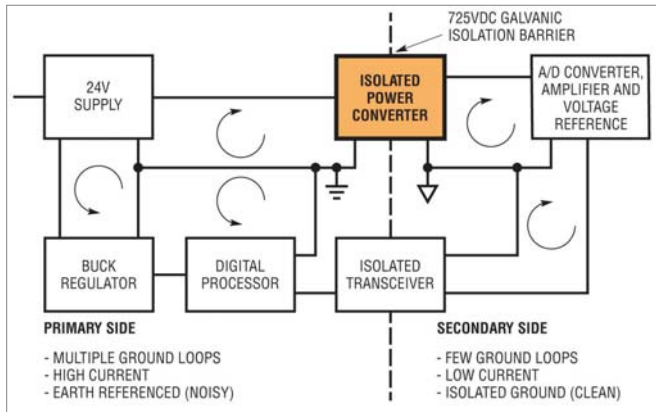 725VDC GALVANIC
ISOLATION BARRIER
24V
SUPPLY
ISOLATED
POWER
CONVERTER
A/D CONVERTER,
AMPLIFIER AND
VOLTAGE
REFERENCE
BUCK
REGULATOR
DIGITAL
PROCESSOR
ISOLATED
TRANSCEIVER
PRIMARY SIDE
- MULTIPLE GROUND LOOPS
- HIGH CURRENT
- EARTH REFERENCED (NOISY)
SECONDARY SIDE
- FEW GROUND LOOPS
- LOW CURRENT
- ISOLATED GROUND (CLEAN)